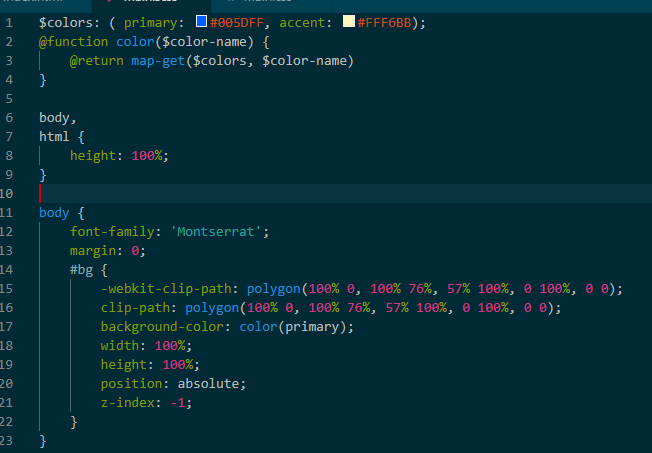 1 $colors: ( primary: #005DFF, accent: #FFF6BB);
2 @function color($color-name) {
3     @return map-get($colors, $color-name)
4 }
5
6 body,
7 html {
8     height: 100%;
9 }
10
11 body {
12     font-family: 'Montserrat';
13     margin: 0;
14     #bg {
15         -webkit-clip-path: polygon(100% 0, 100% 76%, 57% 100%, 0 100%, 0 0);
16         clip-path: polygon(100% 0, 100% 76%, 57% 100%, 0 100%, 0 0);
17         background-color: color(primary);
18         width: 100%;
19         height: 100%;
20         position: absolute;
21         z-index: -1;
22     }
23 }